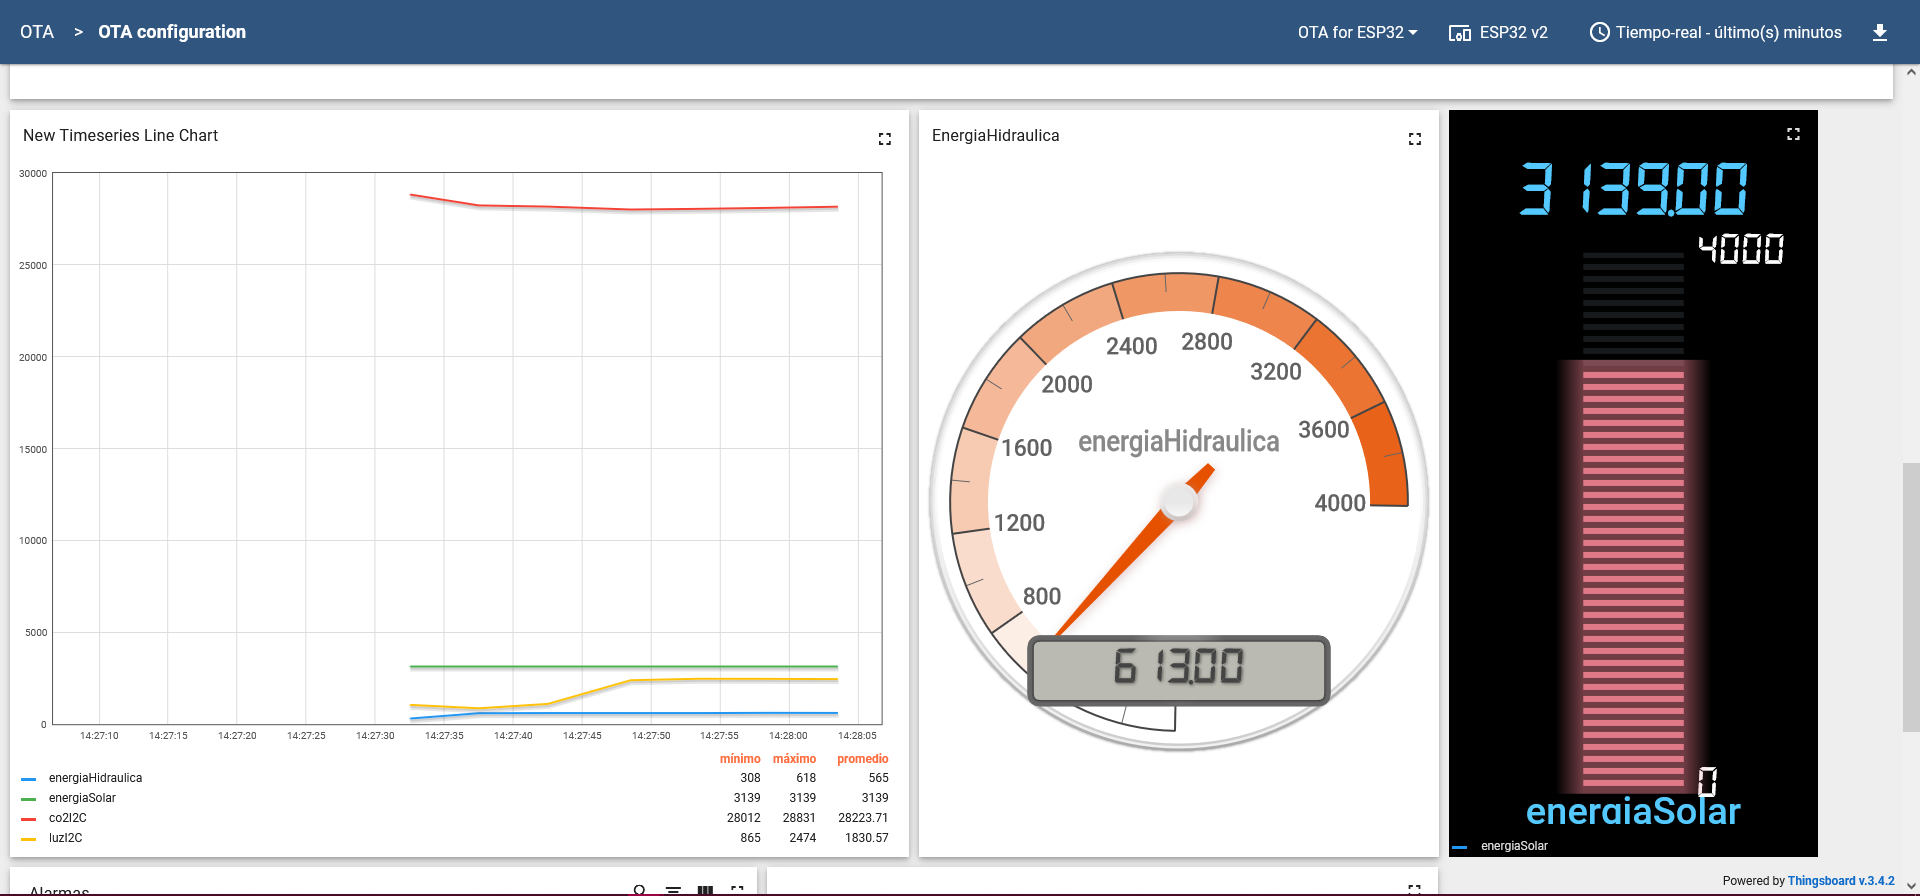 OTA > OTA configuration
OTA for ESP32
ESP32 v2
Tiempo-real - último(s) minutos
New Timeseries Line Chart
30000
25000
20000
15000
10000
5000
0
14:27:10 14:27:15 14:27:20 14:27:25 14:27:30 14:27:35 14:27:40 14:27:45 14:27:50 14:27:55 14:28:00 14:28:05
mínimo máximo promedio
energiaHidraulica 308 618 565
energiaSolar 3139 3139 3139
co2I2C 28012 28831 28223.71
luzI2C 865 2474 1830.57
EnergiaHidraulica
2400 2800
2000 3200
energiaHidraulica 3600
1600
4000
1200
800
613.00
3139.00
4000
0
energiaSolar
energiaSolar
Powered by Thingsboard v.3.4.2
Alarmas